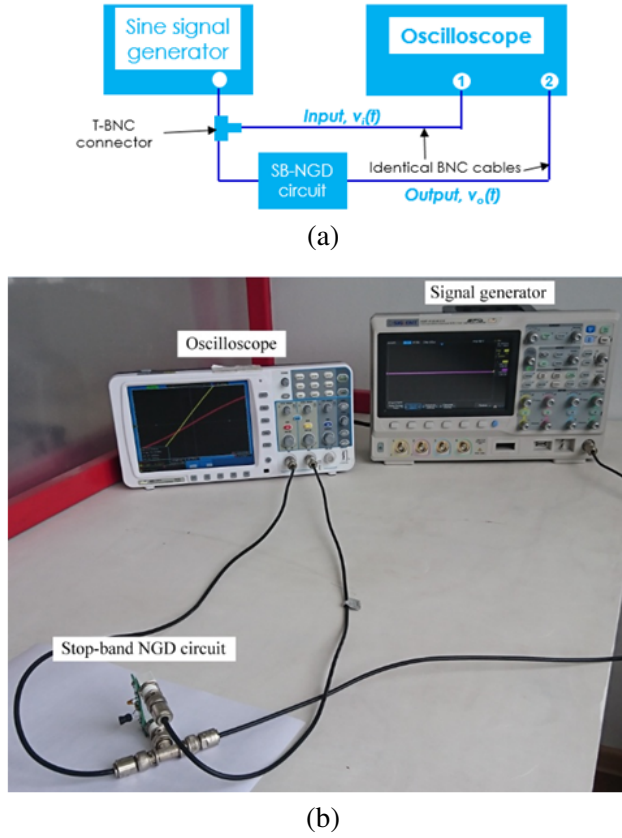 Sine signal
generator
Oscilloscope
1
2
T-BNC
connector
Input, vᵢ(t)
Identical BNC cables
SB-NGD
circuit
Output, vₒ(t)
(a)
Signal generator
Oscilloscope
Stop-band NGD circuit
(b)